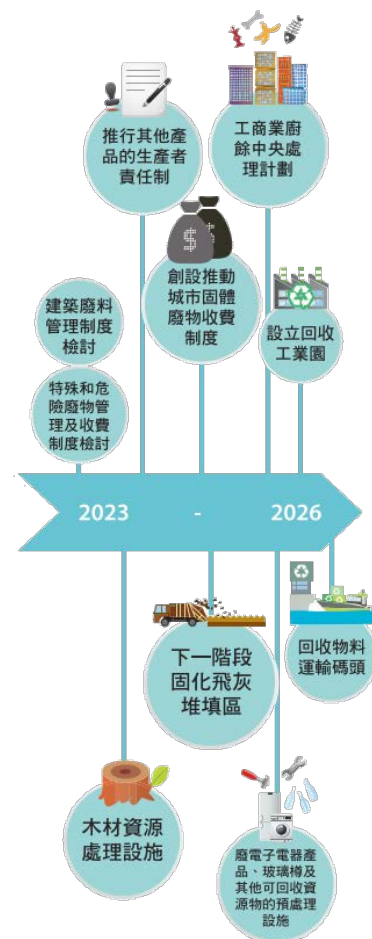 推行其他產
品的生產者
責任制
工商業廚
餘中央處
理計劃
創設推動
城市固體
廢物收費
制度
建築廢料
管理制度
檢討
設立回收
工業園
特殊和危
險廢物管
理及收費
制度檢討
2023 - 2026
下一階段
固化飛灰
堆填區
回收物料
運輸碼頭
木材資源
處理設施
廢電子電器產
品、玻璃樽及
其他可回收資
源物的預處理
設施